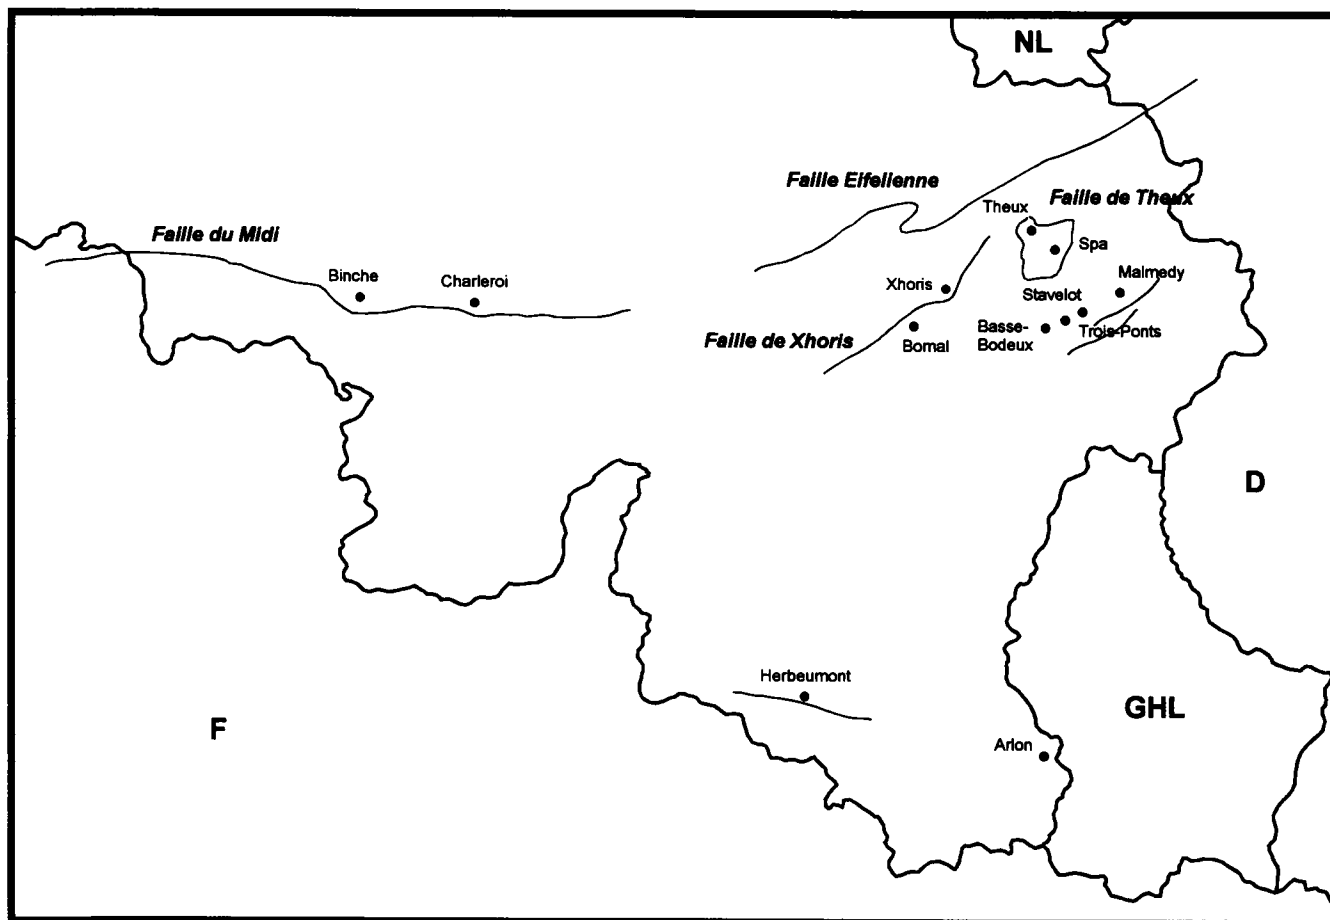 NL
Faille Eifelienne
Faille de Theux
Theux
Faille du Midi
Spa
Binche
Charleroi
Malmedy
Xhoris
Stavelot
Basse-
Bodeux
Trois-Ponts
Faille de Xhoris
Bomal
D
Herbeumont
GHL
F
Arlon